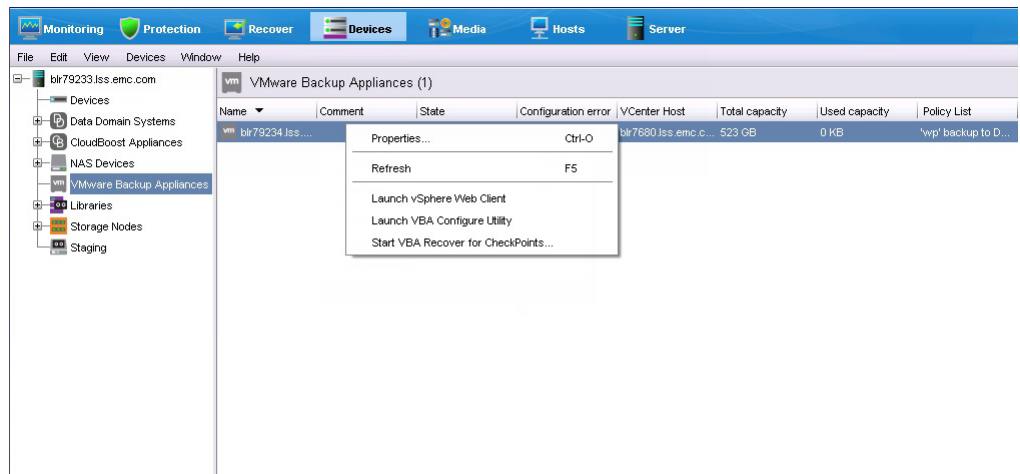 Monitoring Protection Recover Devices Media Hosts Server
File Edit View Devices Window Help
blr79233.lss.emc.com
Devices
Data Domain Systems
CloudBoost Appliances
NAS Devices
VMware Backup Appliances
Libraries
Storage Nodes
Staging
vm VMware Backup Appliances (1)
Name Comment State Configuration error VCenter Host Total capacity Used capacity Policy List
vm blr79234.lss.... blr7680.lss.emc.c... 523 GB 0 KB 'wp' backup to D...
Properties... Ctrl-O
Refresh F5
Launch vSphere Web Client
Launch VBA Configure Utility
Start VBA Recover for CheckPoints...